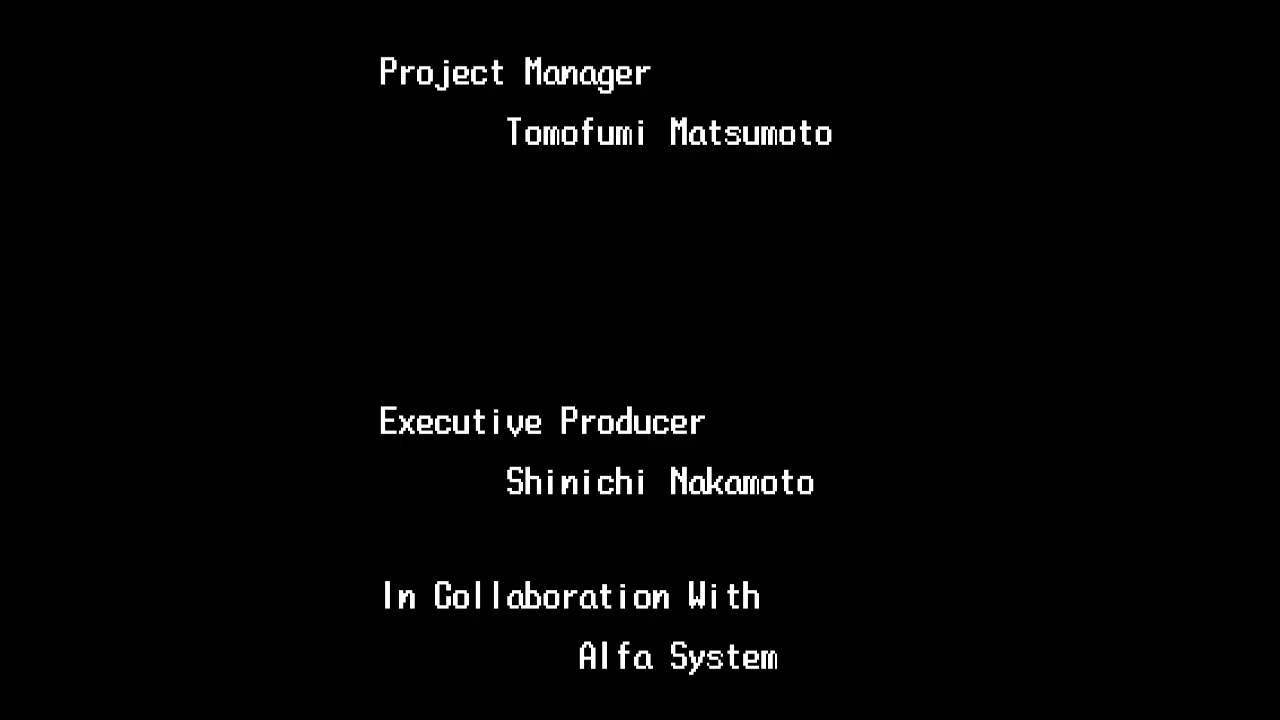 Project Manager
Tomofumi Matsumoto
Executive Producer
Shinichi Nakamoto
In Collaboration With
Alfa System